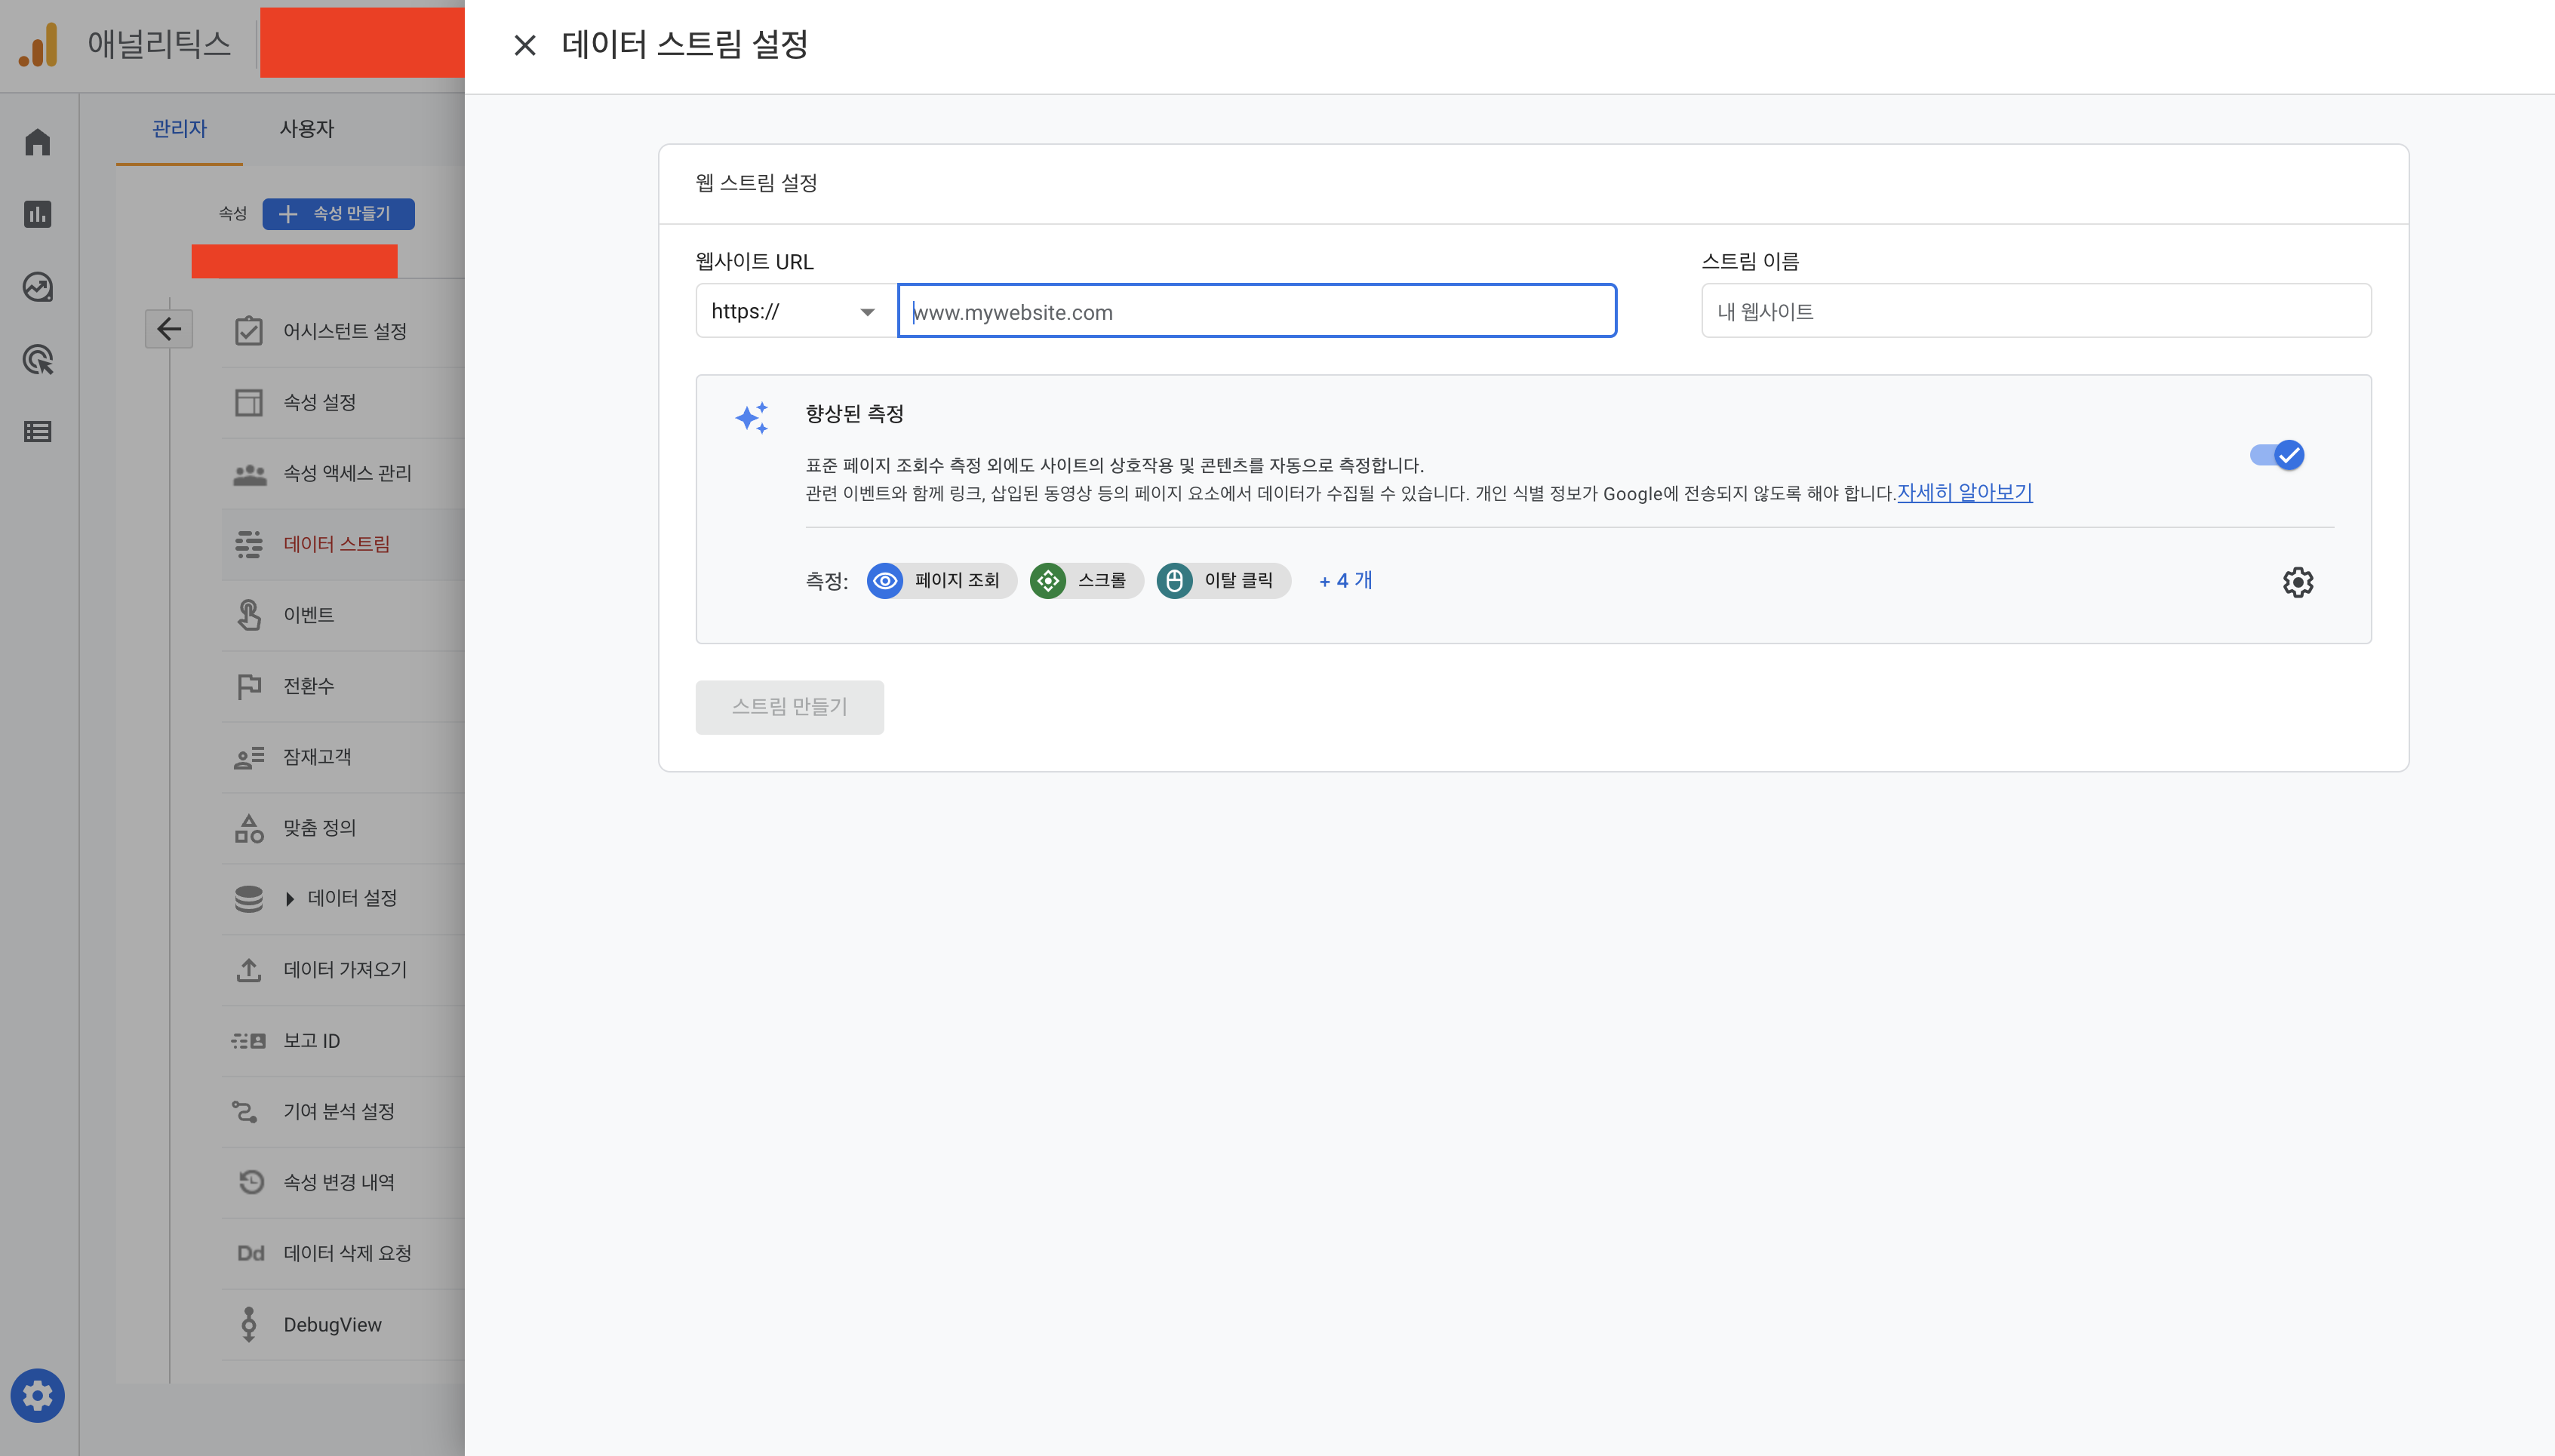 애널리틱스
데이터 스트림 설정
관리자
사용자
속성
속성 만들기
어시스턴트 설정
속성 설정
속성 액세스 관리
데이터 스트림
이벤트
전환수
잠재고객
맞춤 정의
데이터 설정
데이터 가져오기
보고 ID
기여 분석 설정
속성 변경 내역
Dd 데이터 삭제 요청
DebugView
웹 스트림 설정
웹사이트 URL
스트림 이름
https://
www.mywebsite.com
내 웹사이트
향상된 측정
표준 페이지 조회수 측정 외에도 사이트의 상호작용 및 콘텐츠를 자동으로 측정합니다.
관련 이벤트와 함께 링크, 삽입된 동영상 등의 페이지 요소에서 데이터가 수집될 수 있습니다. 개인 식별 정보가 Google에 전송되지 않도록 해야 합니다.자세히 알아보기
측정: 페이지 조회 스크롤 이탈 클릭 + 4 개
스트림 만들기